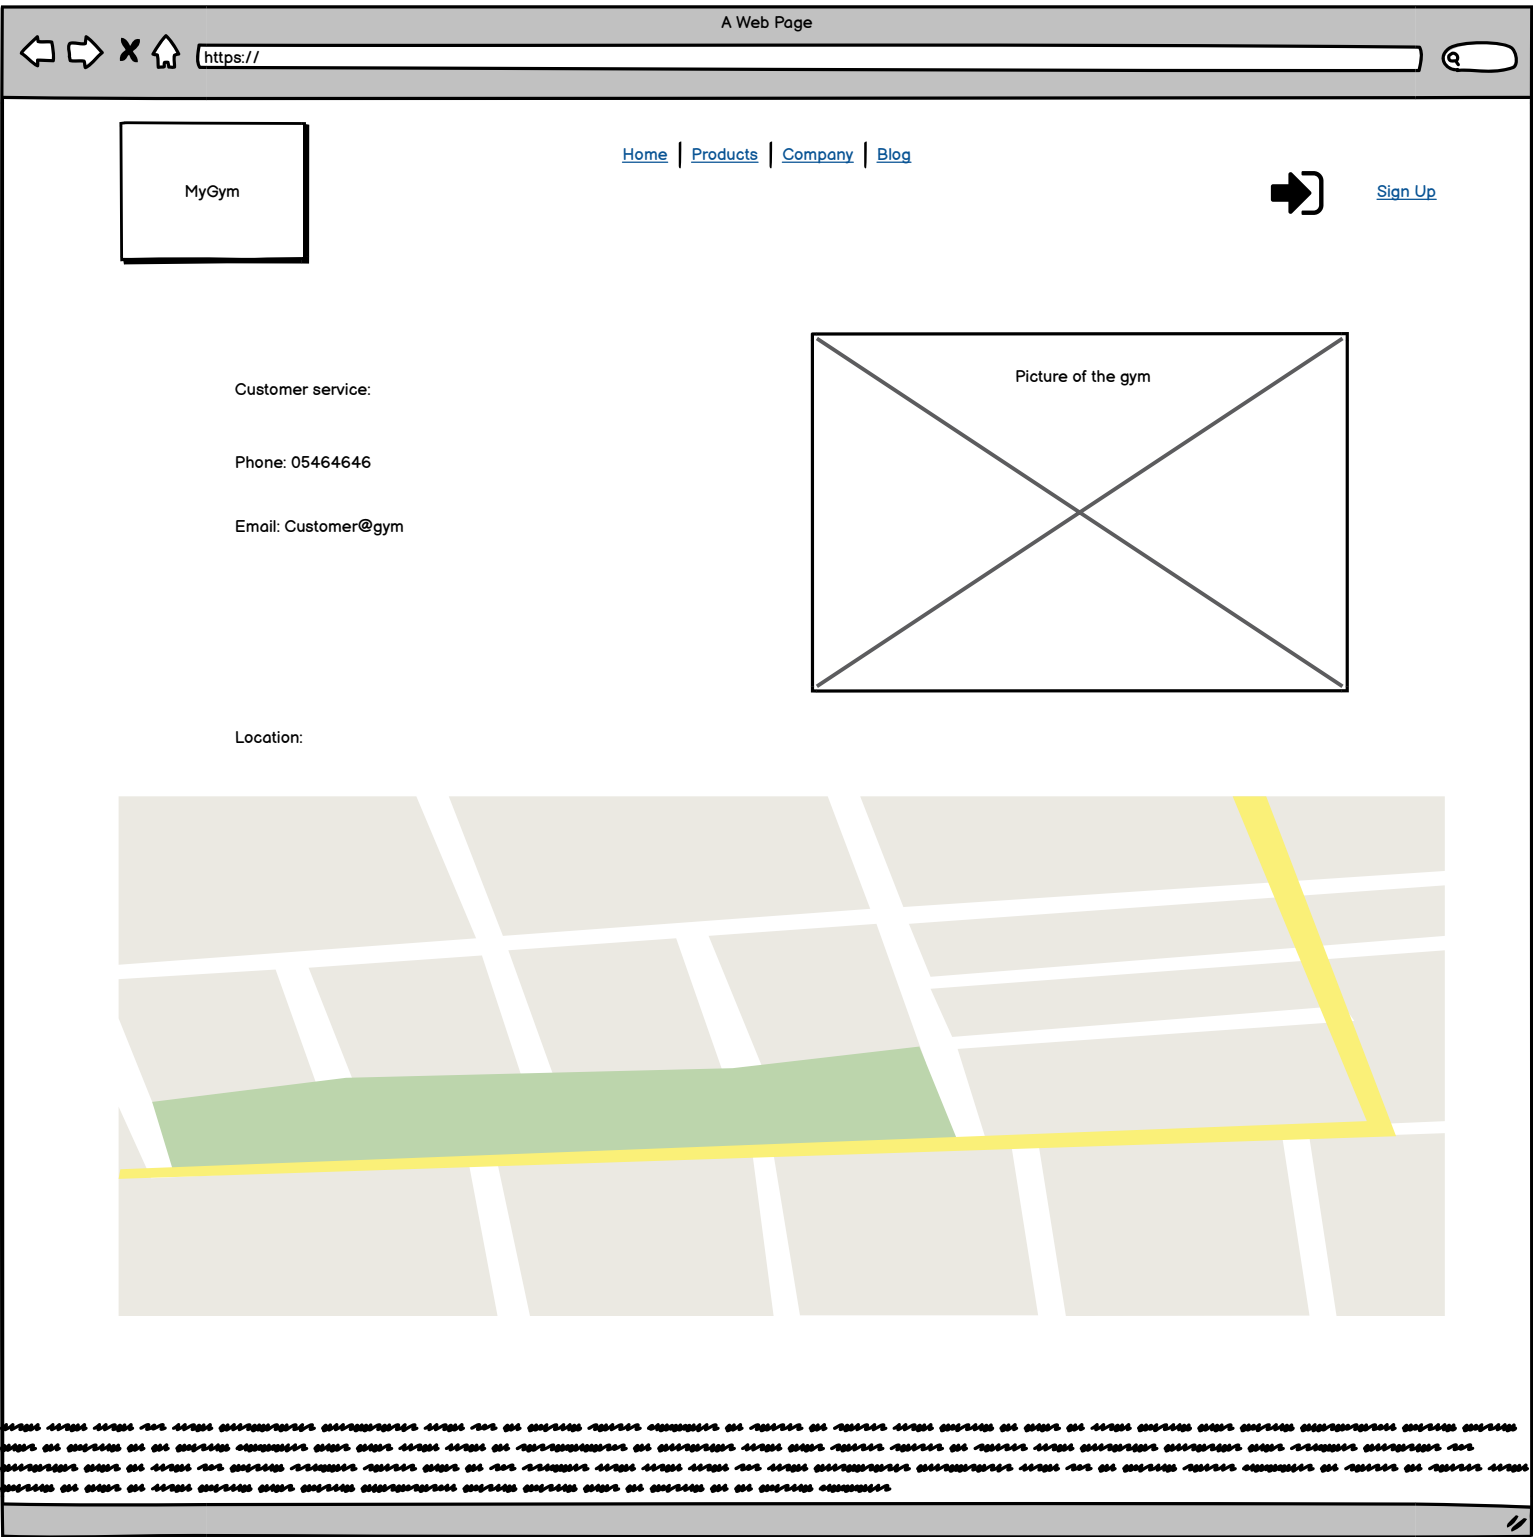 A Web Page
https://
Home
Products
Company
Blog
MyGym
Sign Up
Picture of the gym
Customer service:
Phone: 05464646
Email: Customer@gym
Location: